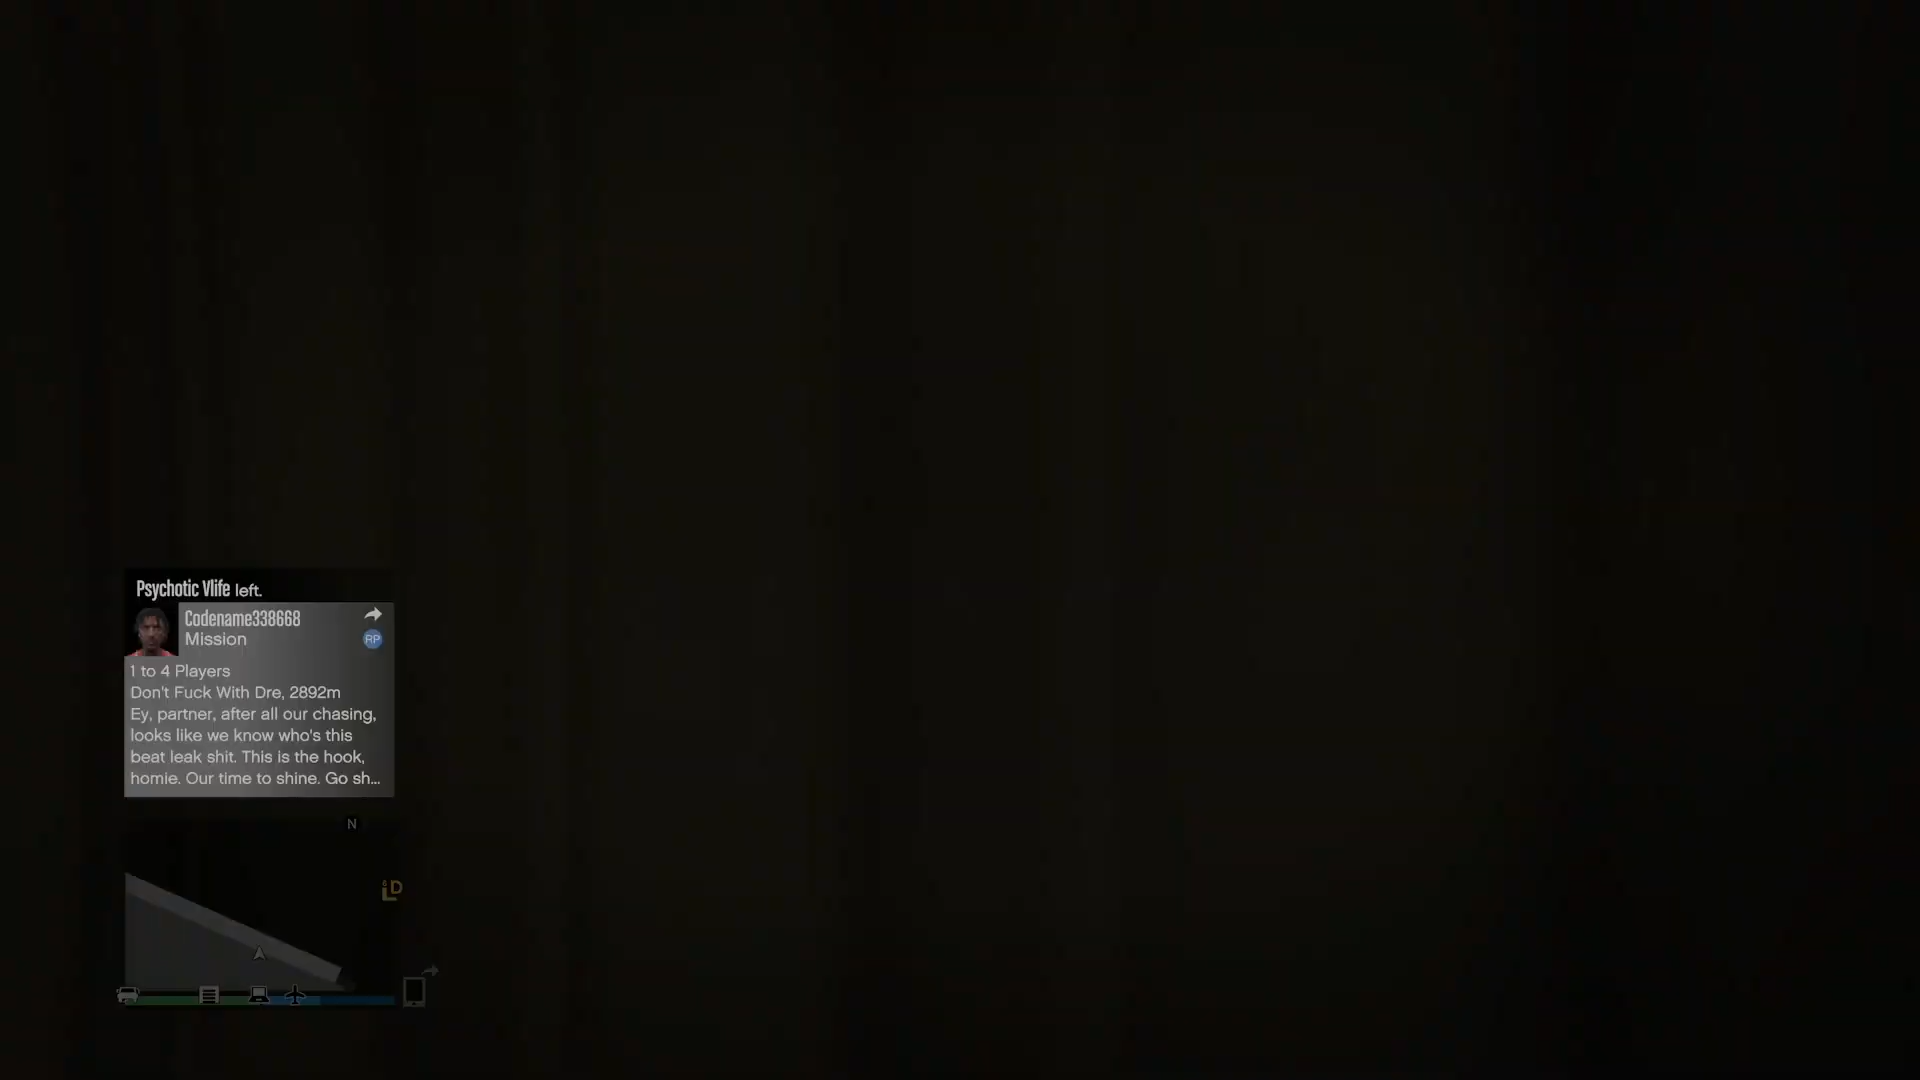 Psychotic Vlife left.
Codename338668
Mission
RP
1 to 4 Players
Don't Fuck With Dre, 2892m
Ey, partner, after all our chasing,
looks like we know who's this
beat leak shit. This is the hook,
homie. Our time to shine. Go sh...
N
LD